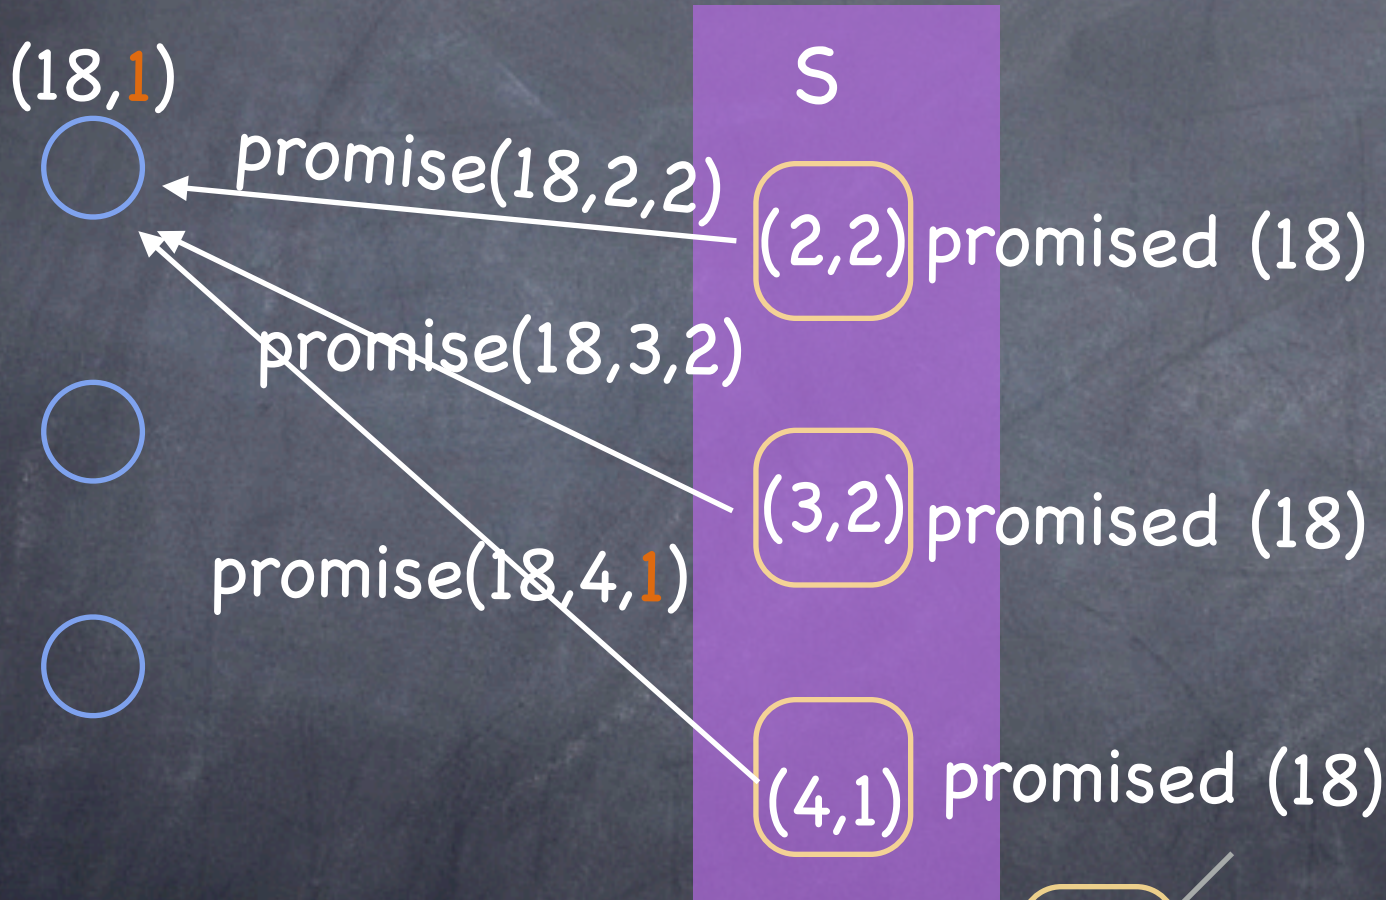 S
(18,1)
promise(18,2,2)
(2,2) promised (18)
promise(18,3,2)
(3,2) promised (18)
promise(18,4,1)
(4,1) promised (18)